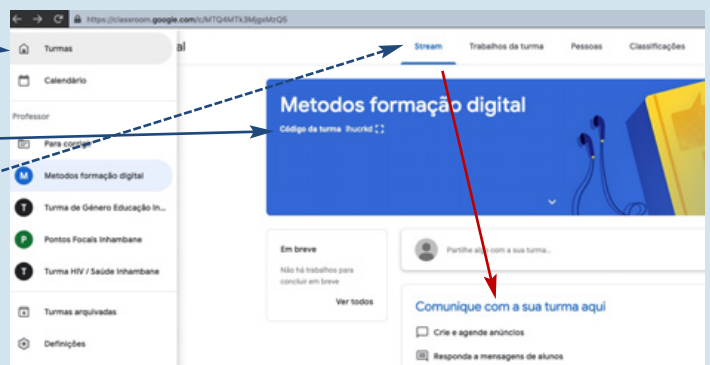 https://classroom.google.com/c/MTQ4MTk3MjgxMzQ5
Turmas
al
Stream
Trabalhos da turma
Pessoas
Classificações
Calendário
Professor
Para corrigir
Metodos formação digital
Turma de Género Educação In...
Pontos Focais Inhambane
Turma HIV / Saúde Inhambane
Turmas arquivadas
Definições
Metodos formação digital
Código da turma lhucrkd
Em breve
Não há trabalhos para
concluir em breve
Ver todos
Partilhe algo com a sua turma...
Comunique com a sua turma aqui
Crie e agende anúncios
Responda a mensagens de alunos